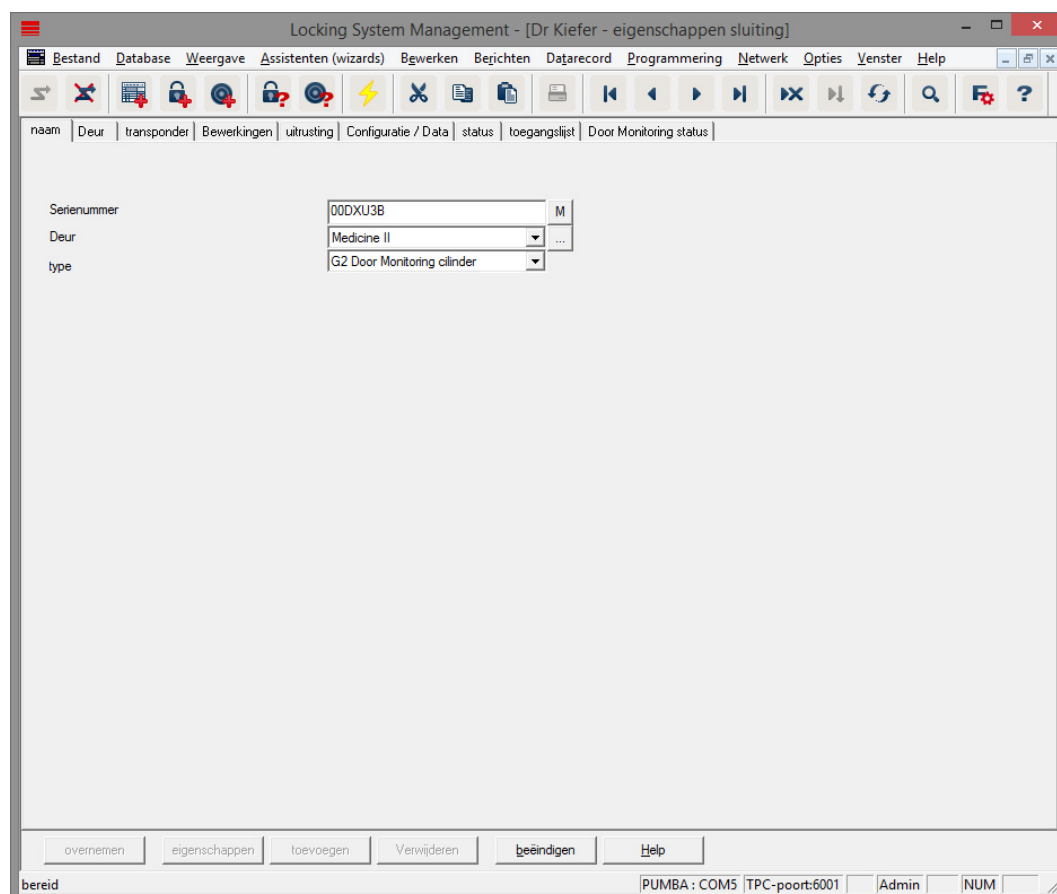 Locking System Management - [Dr Kiefer - eigenschappen sluiting]
Bestand Database Weergave Assistenten (wizards) Bewerken Berichten Datarecord Programmering Netwerk Opties Venster Help
naam Deur transponder Bewerkingen uitrusting Configuratie / Data status toegangslijst Door Monitoring status
Serienummer 00DXU3B M
Deur Medicine II ...
type G2 Door Monitoring cilinder
overnemen eigenschappen toevoegen Verwijderen beëindigen Help
bereid PUMBA : COM5 TPC-poort:6001 Admin NUM